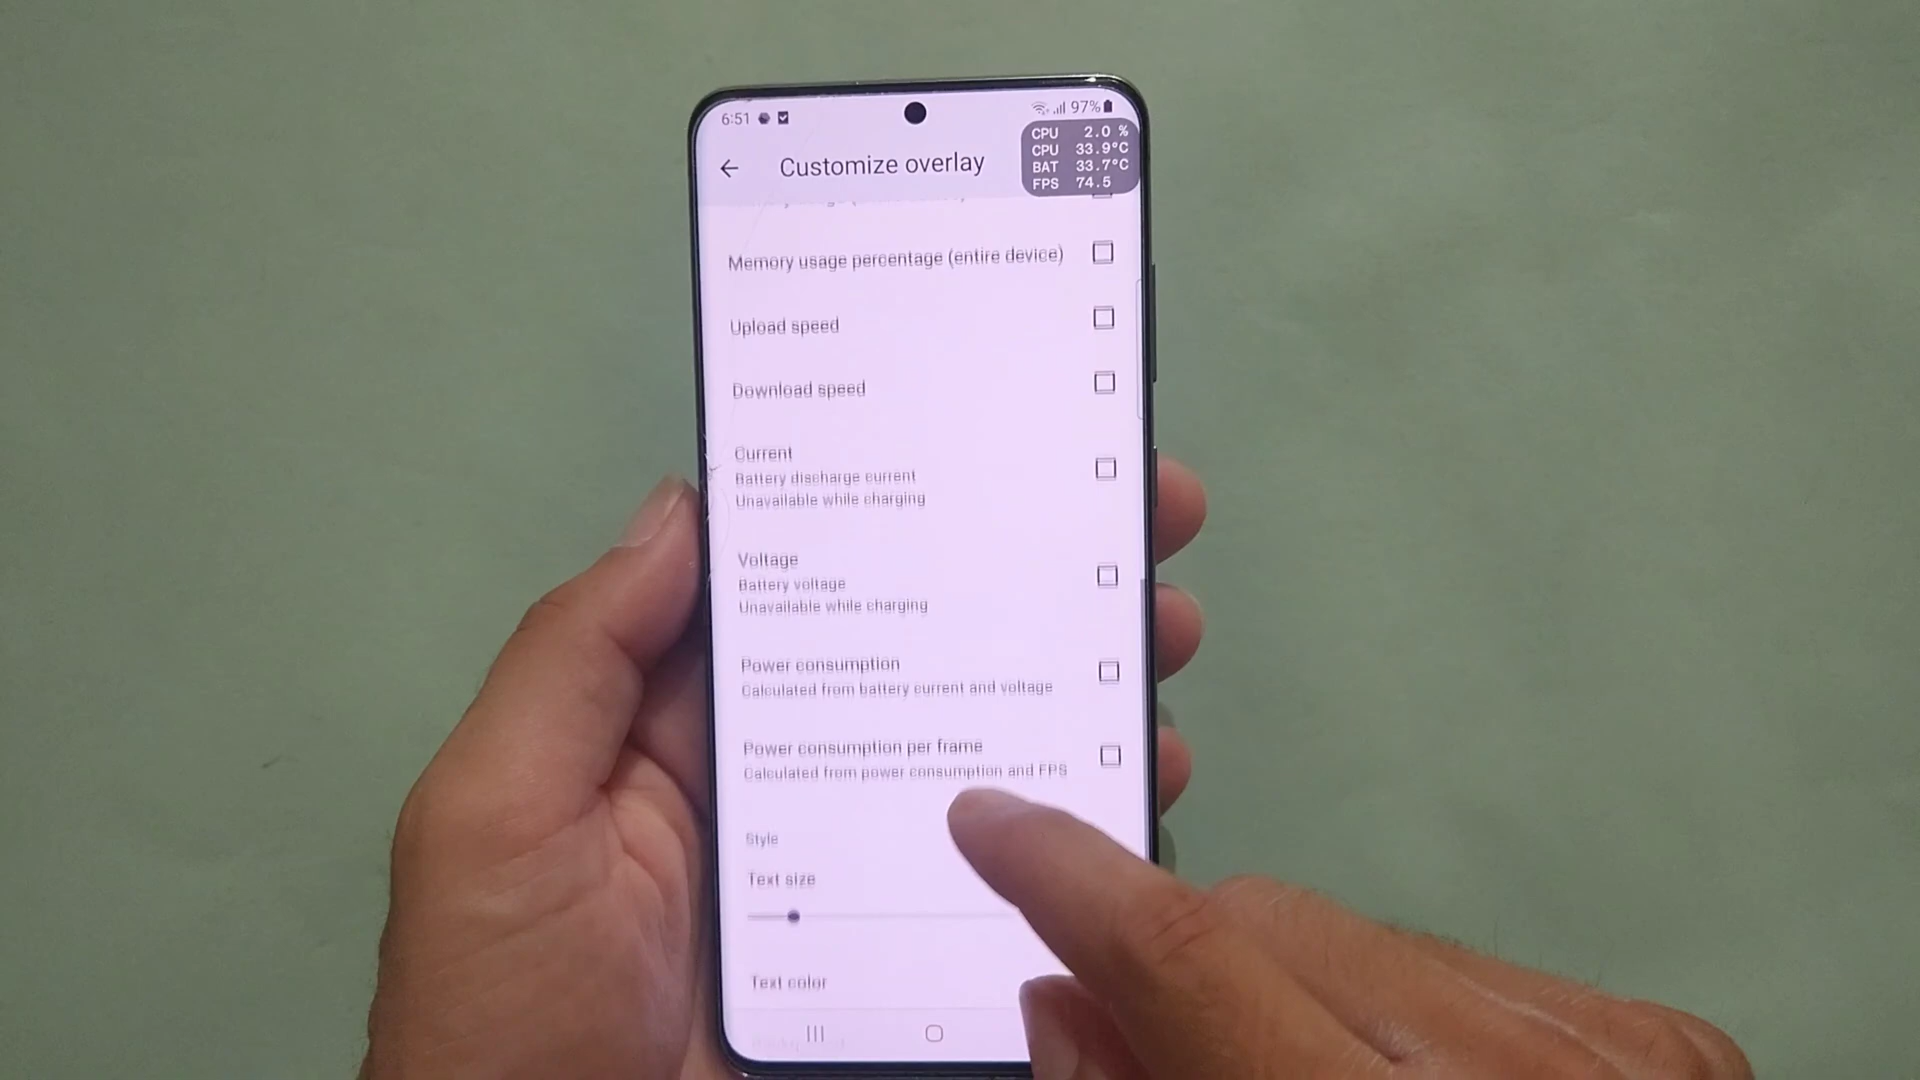 6:51
97%
CPU 2.0 %
CPU 33.9°C
BAT 33.7°C
FPS 74.5
Customize overlay
Memory usage percentage (entire device)
Upload speed
Download speed
Current
Battery discharge current
Unavailable while charging
Voltage
Battery voltage
Unavailable while charging
Power consumption
Calculated from battery current and voltage
Power consumption per frame
Calculated from power consumption and FPS
Style
Text size
Text color